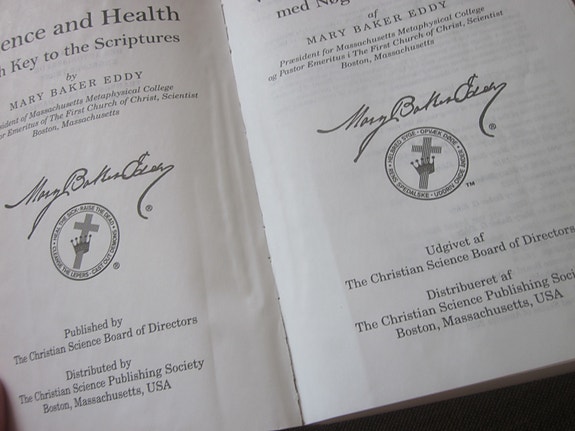 ence and Health
h Key to the Scriptures
by
MARY BAKER EDDY
sident of Massachusetts Metaphysical College
or Emeritus of The First Church of Christ, Scientist
Boston, Massachusetts
Mary Baker Eddy
HEAL THE SICK · RAISE THE DEAD · CLEANSE THE LEPERS · CAST OUT DEMONS ·
®
Published by
The Christian Science Board of Directors
Distributed by
The Christian Science Publishing Society
Boston, Massachusetts, USA
med Nøg
af
MARY BAKER EDDY
Præsident for Massachusetts Metaphysical College
og Pastor Emeritus i The First Church of Christ, Scientist
Boston, Massachusetts
Mary Baker Eddy
®
HELBRED SYGE · OPVÆK DØDE · RENS SPEDALSKE · UDDRIV ONDE
™
Udgivet af
The Christian Science Board of Directors
Distribueret af
The Christian Science Publishing Socie
Boston, Massachusetts, USA